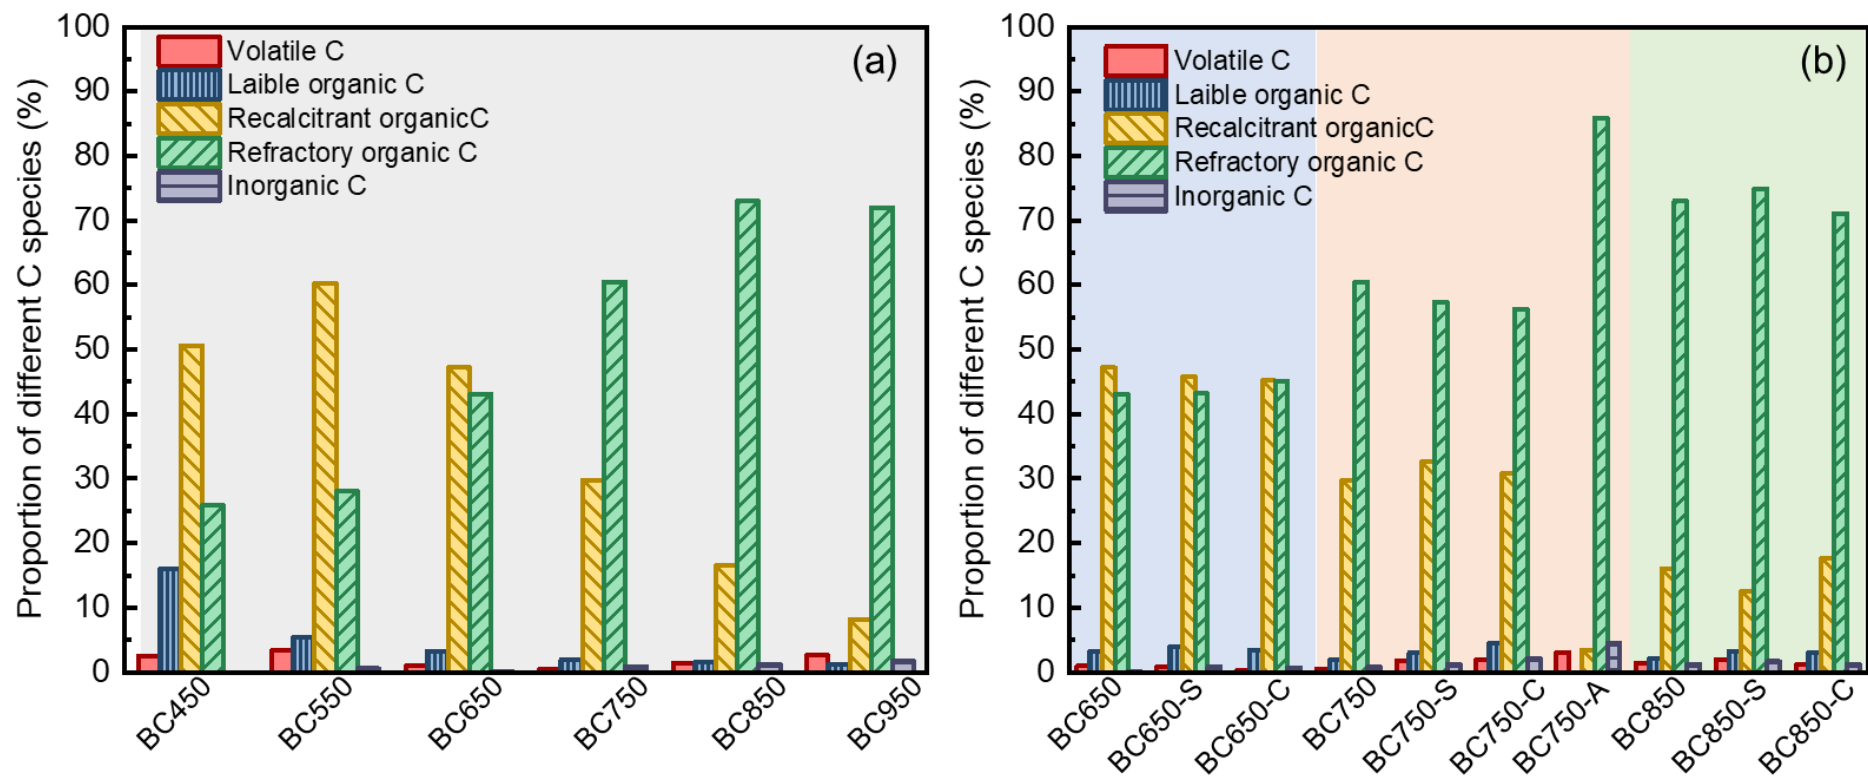 Proportion of different C species (%)
100
90
80
70
60
50
40
30
20
10
0
Volatile C
Laible organic C
Recalcitrant organicC
Refractory organic C
Inorganic C
(a)
BC450
BC550
BC650
BC750
BC850
BC950
Proportion of different C species (%)
100
90
80
70
60
50
40
30
20
10
0
Volatile C
Laible organic C
Recalcitrant organicC
Refractory organic C
Inorganic C
(b)
BC650
BC650-S
BC650-C
BC750
BC750-S
BC750-C
BC750-A
BC850
BC850-S
BC850-C